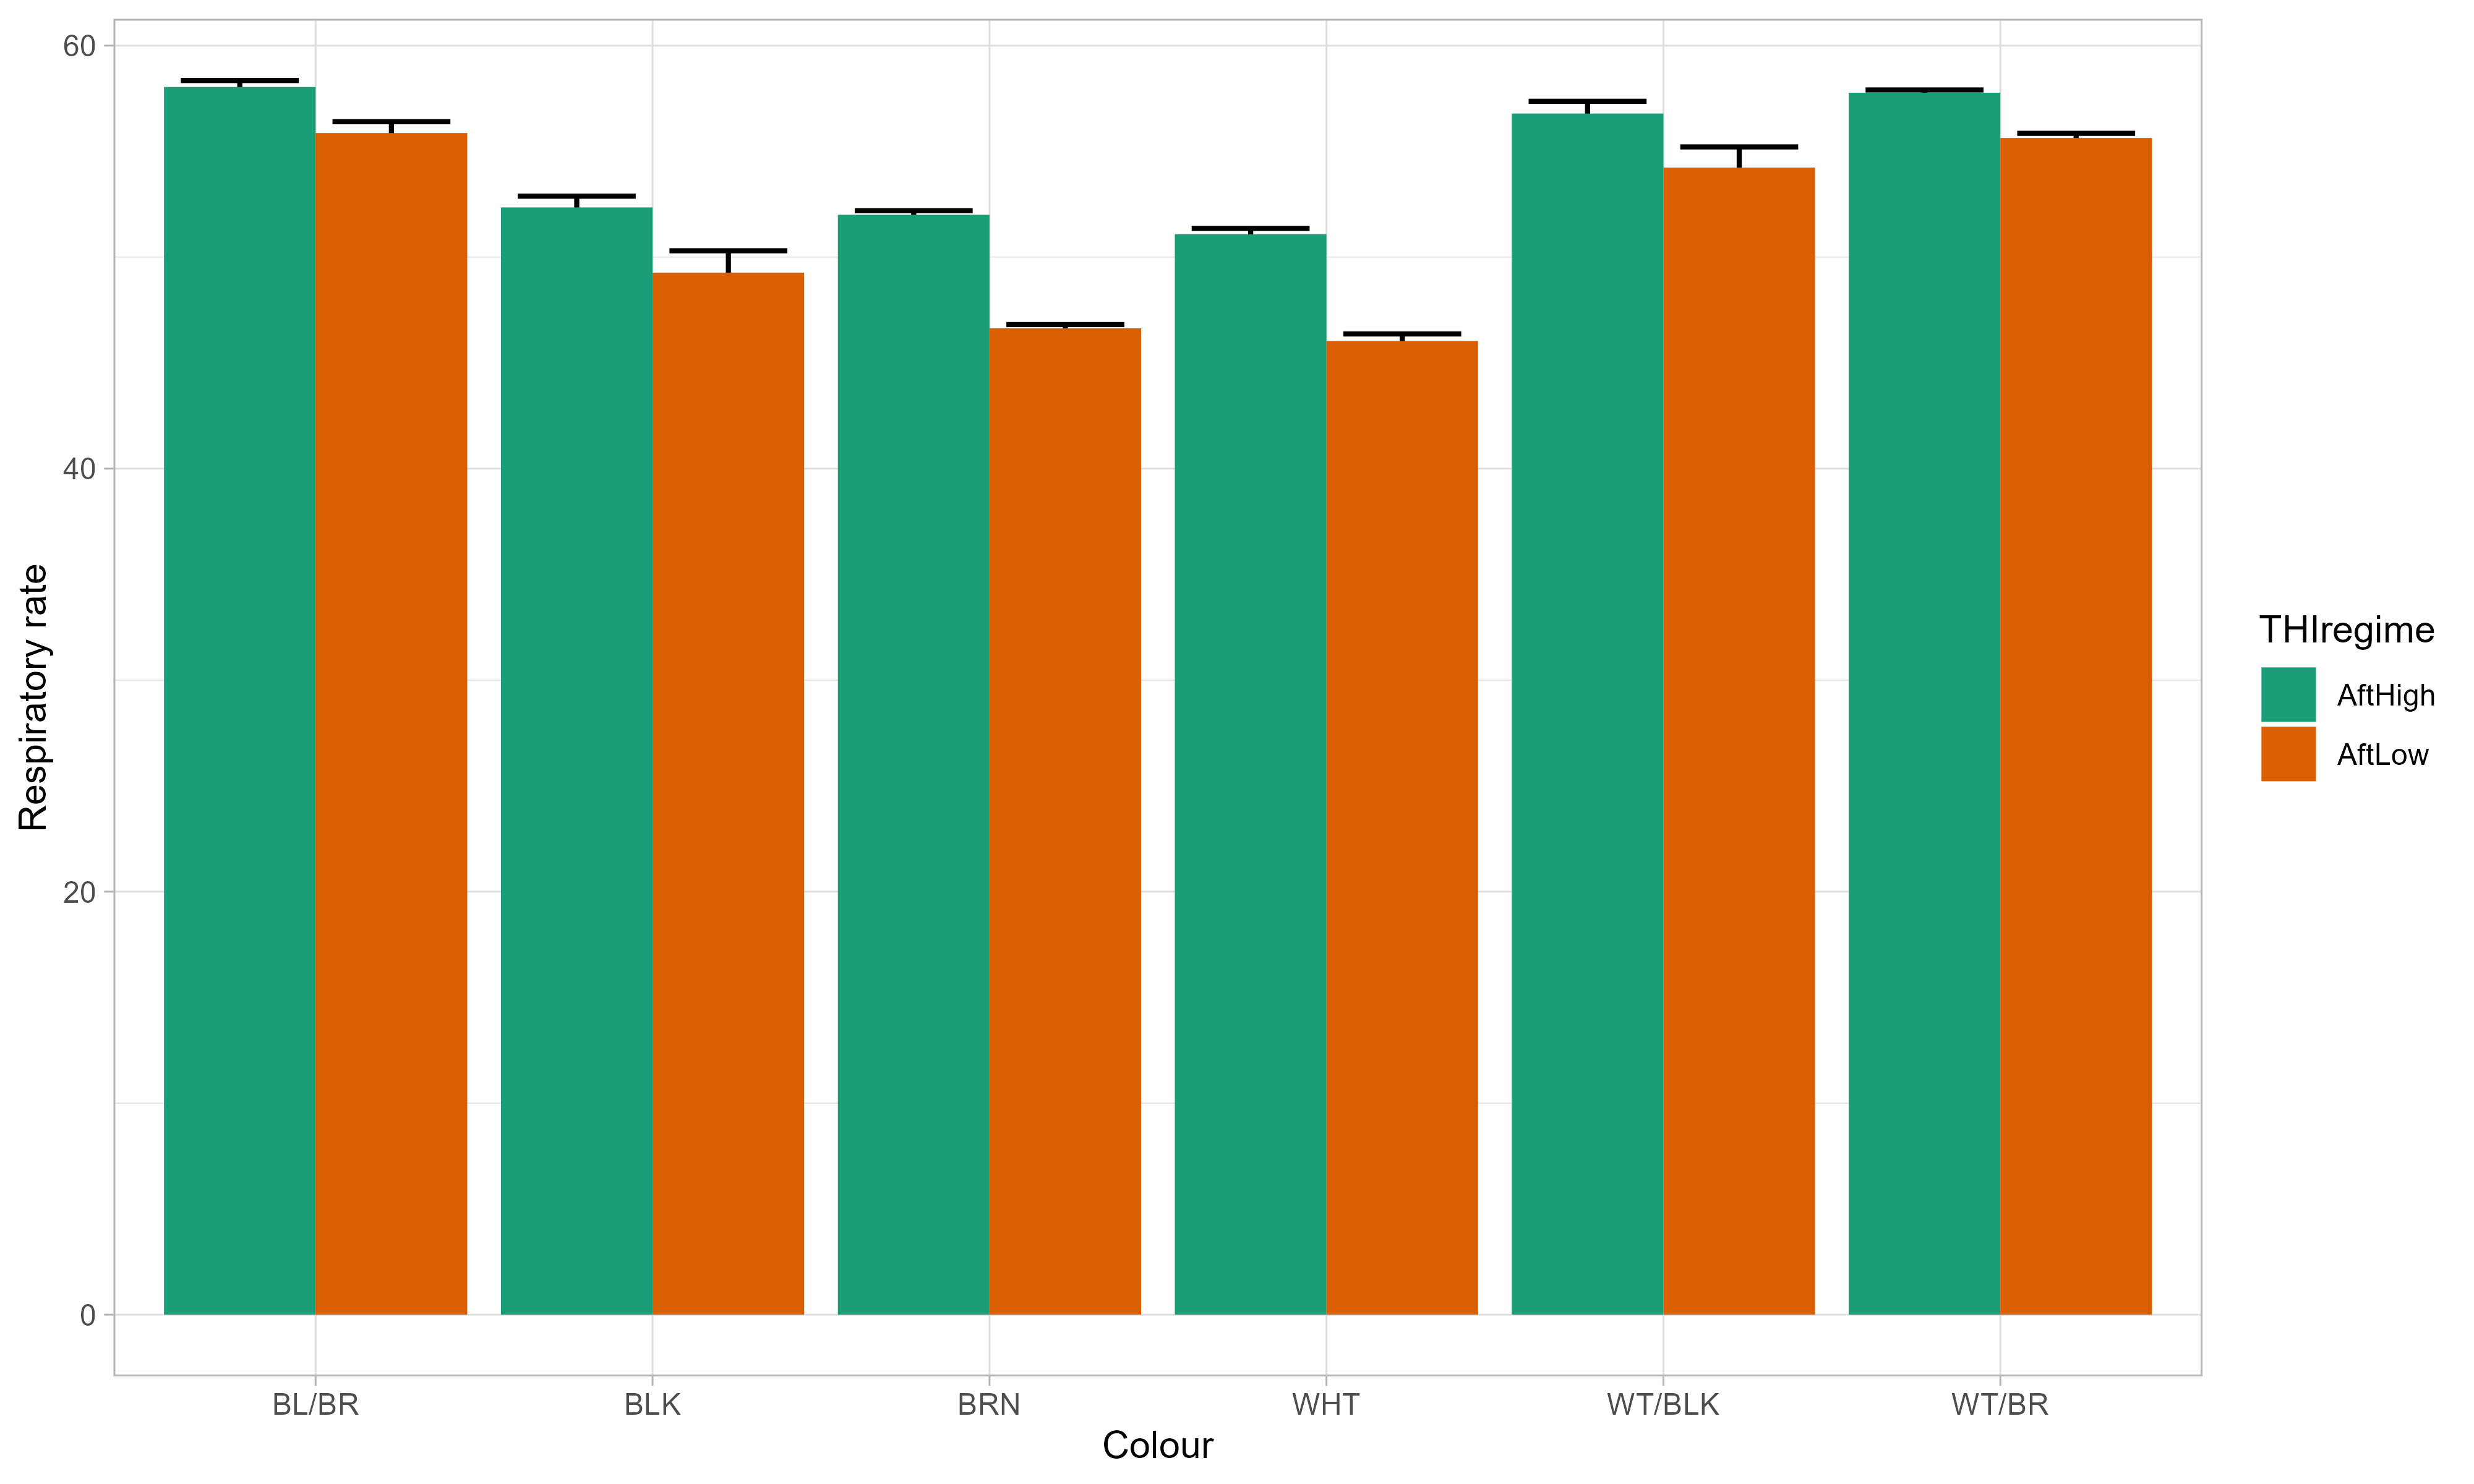 60
40
20
0
Respiratory rate
BL/BR
BLK
BRN
WHT
WT/BLK
WT/BR
Colour
THIregime
AftHigh
AftLow